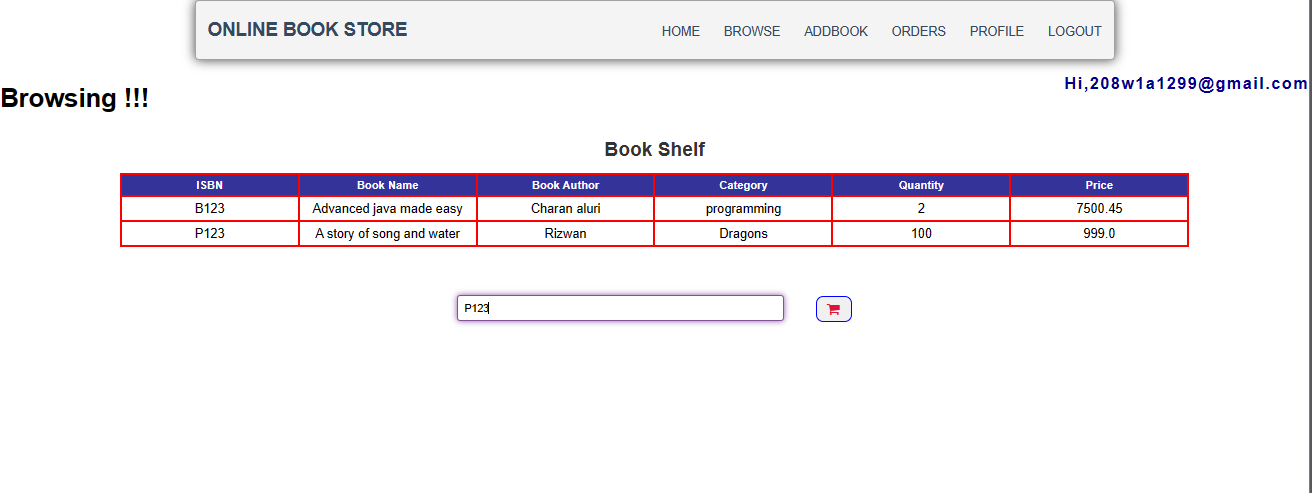 ONLINE BOOK STORE HOME BROWSE ADDBOOK ORDERS PROFILE LOGOUT
Hi,208w1a1299@gmail.com
Browsing !!!
Book Shelf
ISBN Book Name Book Author Category Quantity Price
B123 Advanced java made easy Charan aluri programming 2 7500.45
P123 A story of song and water Rizwan Dragons 100 999.0
P123